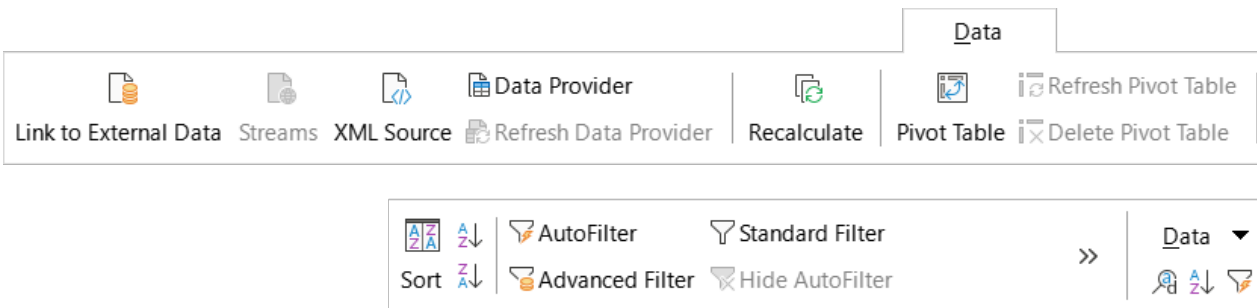 Data
Data Provider Refresh Pivot Table
Link to External Data Streams XML Source Refresh Data Provider Recalculate Pivot Table Delete Pivot Table
AutoFilter Standard Filter Data
Sort Advanced Filter Hide AutoFilter